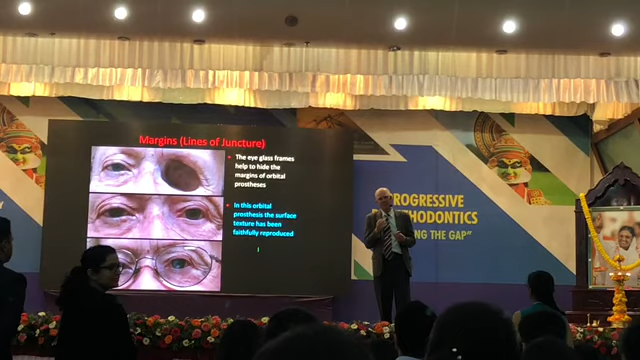 Margins (Lines of Juncture)
The eye glass frames
help to hide the
margins of orbital
prostheses
In this orbital
prosthesis the surface
texture has been
faithfully reproduced
PROGRESSIVE
THODONTICS
NG THE GAP"